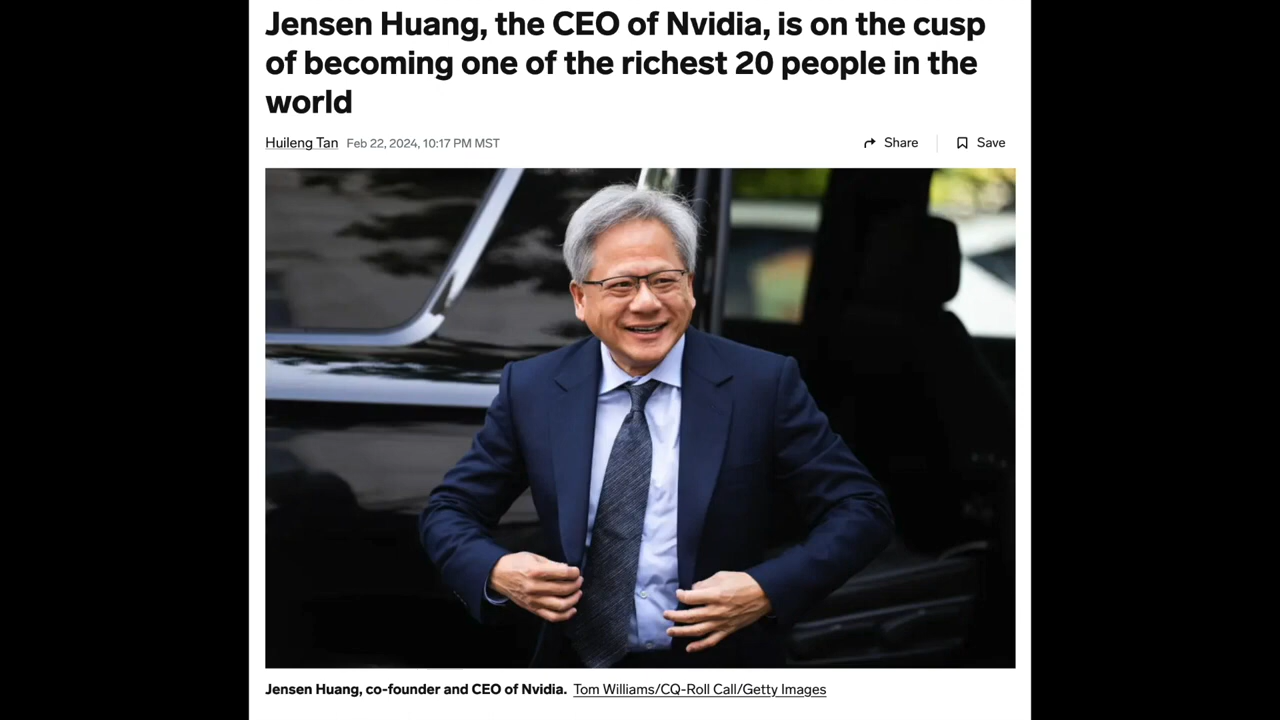 Jensen Huang, the CEO of Nvidia, is on the cusp
of becoming one of the richest 20 people in the
world
Huileng Tan Feb 22, 2024, 10:17 PM MST Share Save
Jensen Huang, co-founder and CEO of Nvidia. Tom Williams/CQ-Roll Call/Getty Images